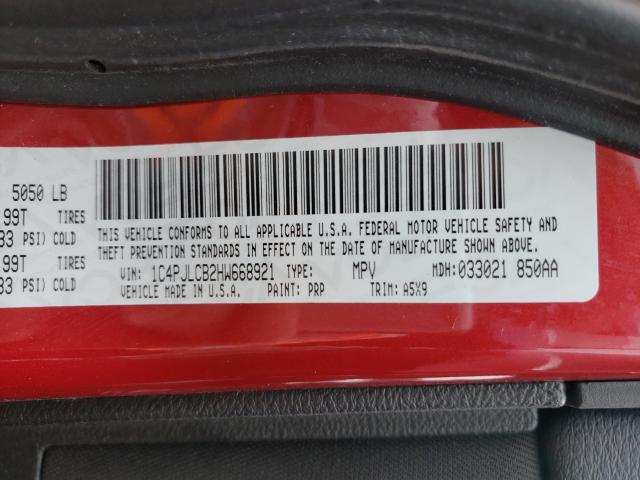 5050 LB
99T TIRES
33 PSI) COLD
99T TIRES
33 PSI) COLD
THIS VEHICLE CONFORMS TO ALL APPLICABLE U.S.A. FEDERAL MOTOR VEHICLE SAFETY AND
THEFT PREVENTION STANDARDS IN EFFECT ON THE DATE OF MANUFACTURE SHOWN ABOVE.
VIN: 1C4PJLCB2HW668921 TYPE: MPV MDH:033021 850AA
VEHICLE MADE IN U.S.A. PAINT: PRP TRIM: A5X9